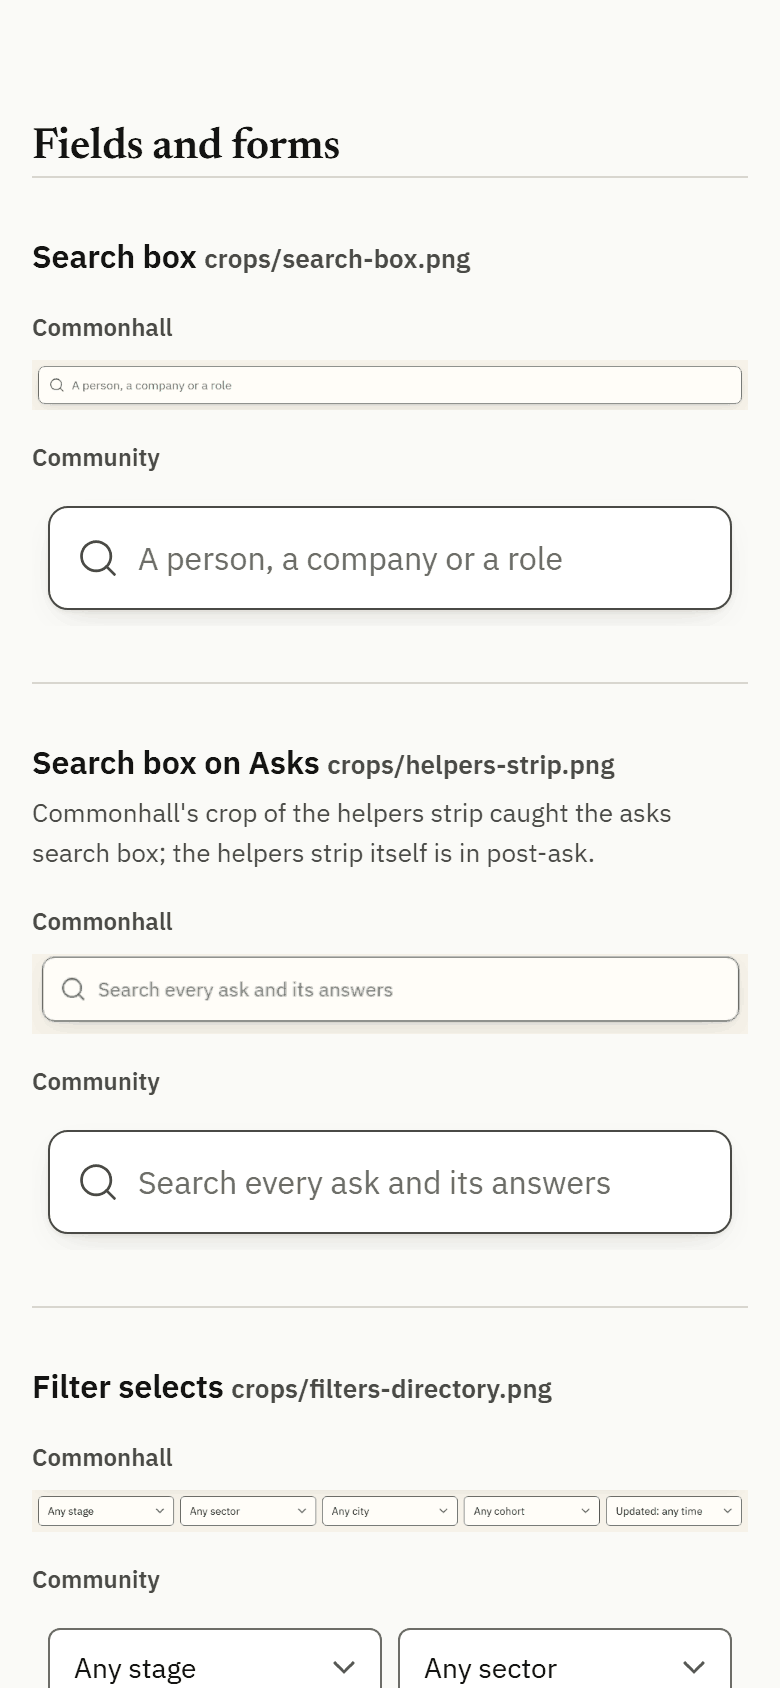 Fields and forms
Search box crops/search-box.png
Commonhall
A person, a company or a role
Community
A person, a company or a role
Search box on Asks crops/helpers-strip.png
Commonhall's crop of the helpers strip caught the asks
search box; the helpers strip itself is in post-ask.
Commonhall
Search every ask and its answers
Community
Search every ask and its answers
Filter selects crops/filters-directory.png
Commonhall
Any stage Any sector Any city Any cohort Updated: any time
Community
Any stage Any sector